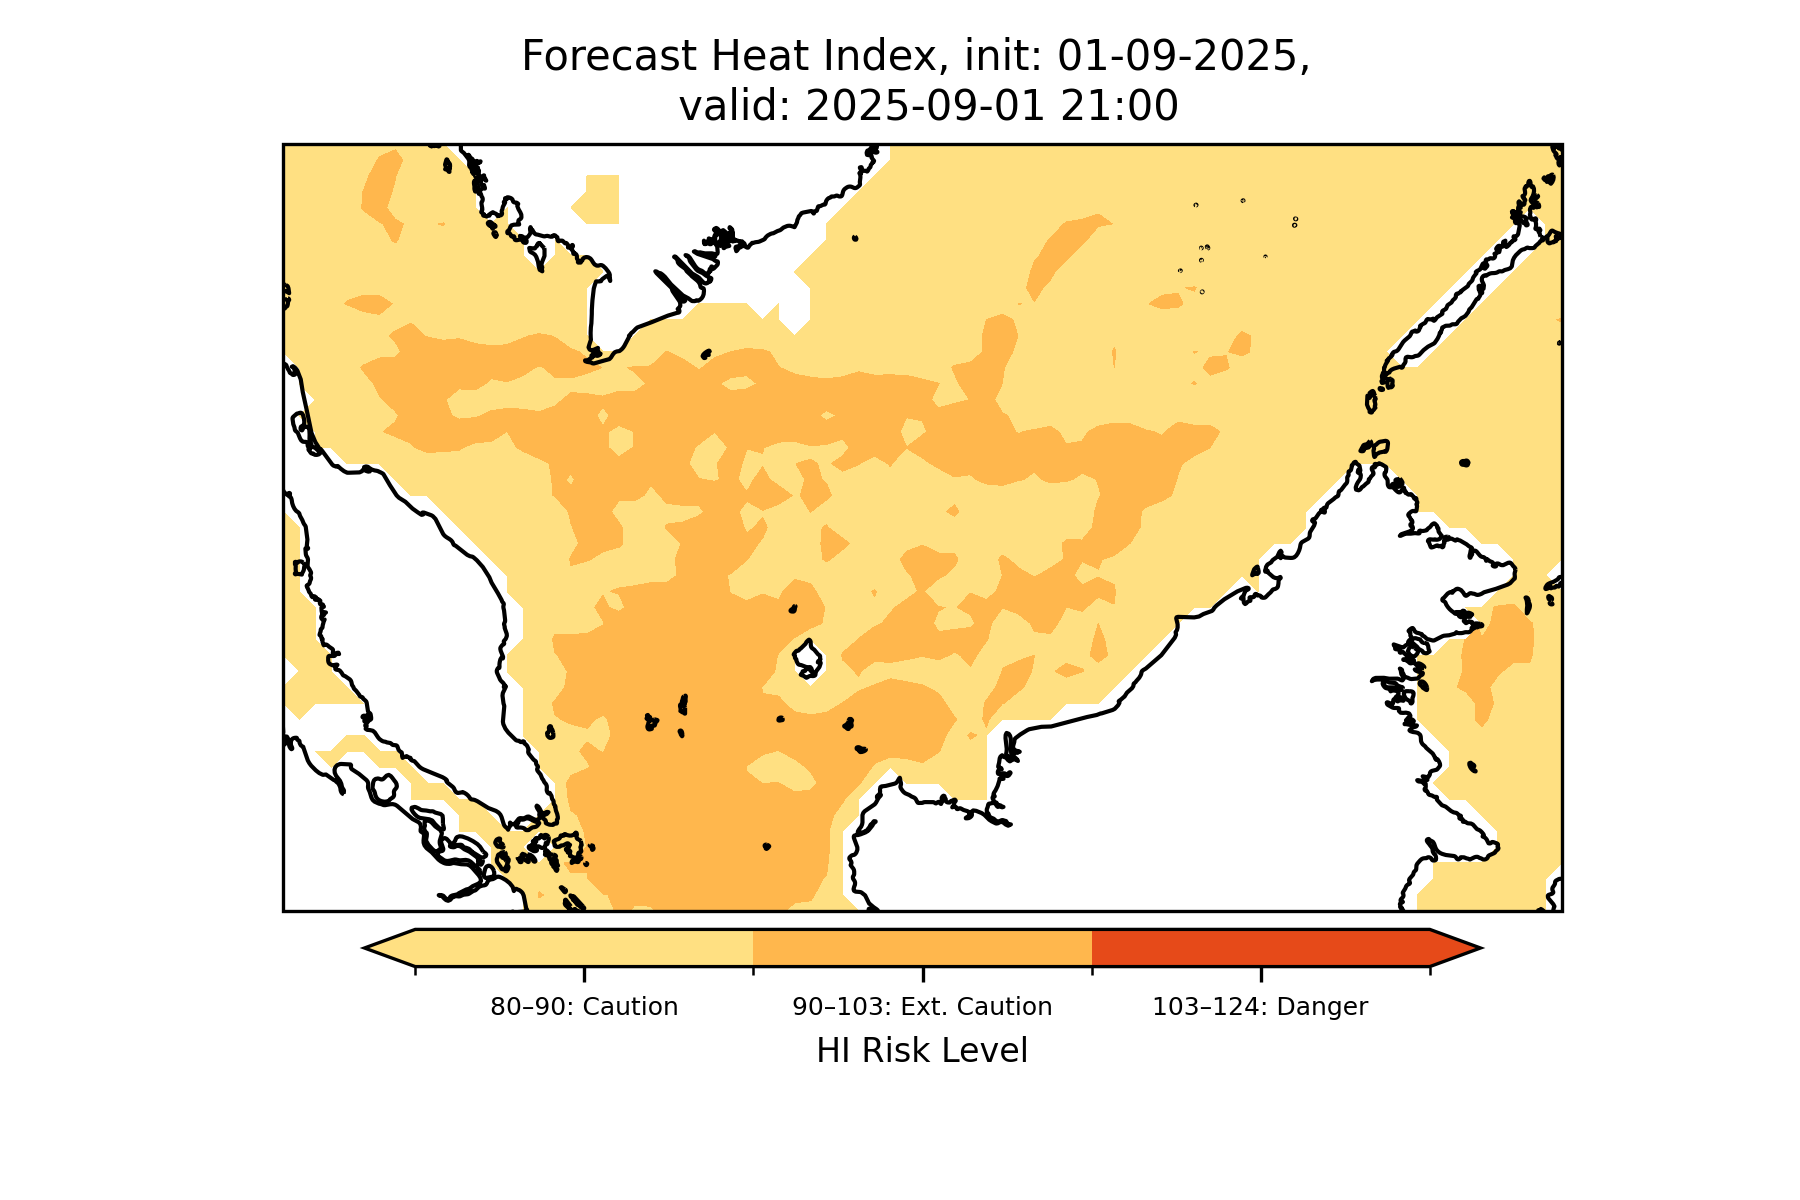 Forecast Heat Index, init: 01-09-2025,
valid: 2025-09-01 21:00
80–90: Caution
90–103: Ext. Caution
103–124: Danger
HI Risk Level